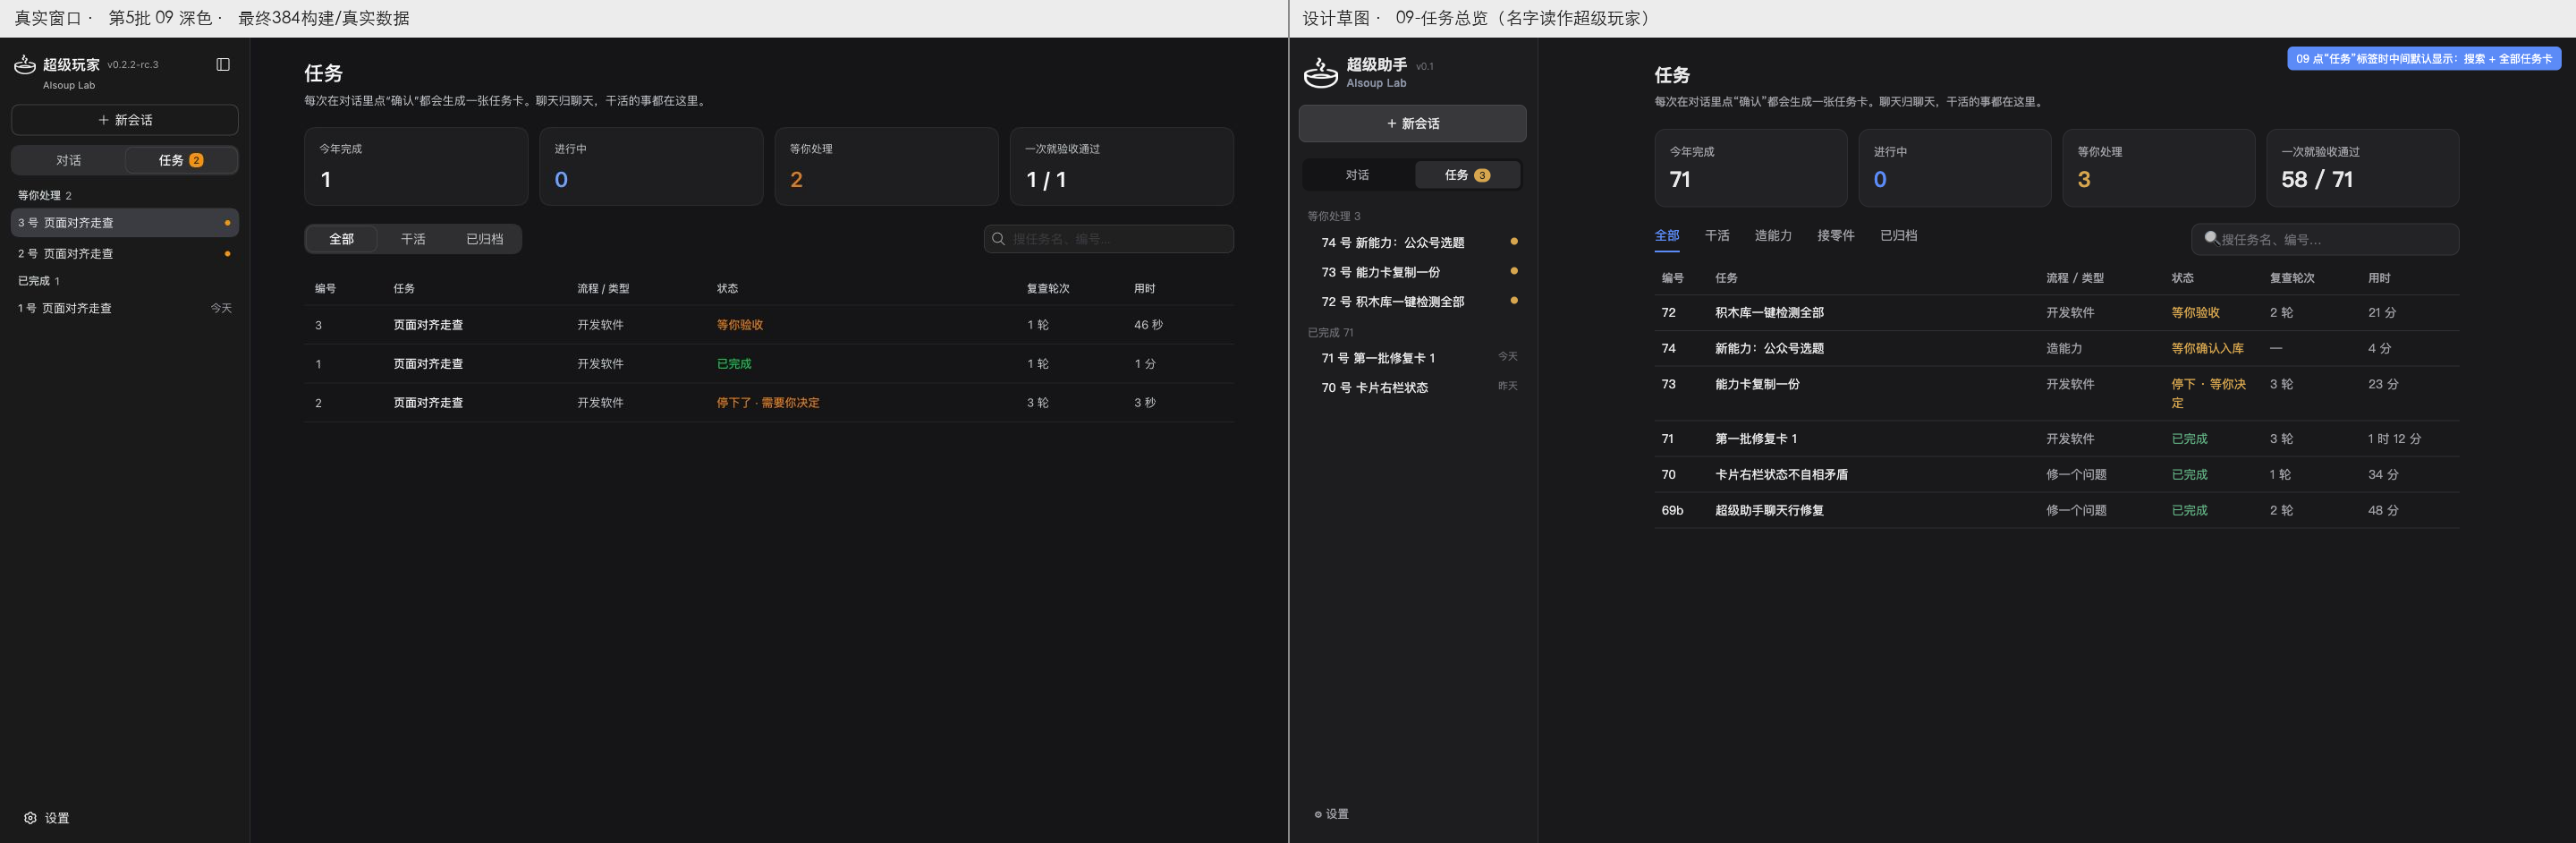 真实窗口 · 第5批 09 深色 · 最终384构建/真实数据
超级玩家 v0.2.2-rc.3
AIsoup Lab
＋ 新会话
对话 任务 2
等你处理 2
3 号 页面对齐走查
2 号 页面对齐走查
已完成 1
1 号 页面对齐走查 今天
设置
任务
每次在对话里点“确认”都会生成一张任务卡。聊天归聊天，干活的事都在这里。
今年完成 进行中 等你处理 一次就验收通过
1 0 2 1 / 1
全部 干活 已归档 搜任务名、编号...
编号 任务 流程 / 类型 状态 复查轮次 用时
3 页面对齐走查 开发软件 等你验收 1 轮 46 秒
1 页面对齐走查 开发软件 已完成 1 轮 1 分
2 页面对齐走查 开发软件 停下了 · 需要你决定 3 轮 3 秒
设计草图 · 09-任务总览（名字读作超级玩家）
超级助手 v0.1
AIsoup Lab
＋ 新会话
对话 任务 3
等你处理 3
74 号 新能力：公众号选题
73 号 能力卡复制一份
72 号 积木库一键检测全部
已完成 71
71 号 第一批修复卡 1 今天
70 号 卡片右栏状态 昨天
设置
09 点“任务”标签时中间默认显示：搜索 + 全部任务卡
任务
每次在对话里点“确认”都会生成一张任务卡。聊天归聊天，干活的事都在这里。
今年完成 进行中 等你处理 一次就验收通过
71 0 3 58 / 71
全部 干活 造能力 接零件 已归档 搜任务名、编号...
编号 任务 流程 / 类型 状态 复查轮次 用时
72 积木库一键检测全部 开发软件 等你验收 2 轮 21 分
74 新能力：公众号选题 造能力 等你确认入库 — 4 分
73 能力卡复制一份 开发软件 停下 · 等你决 3 轮 23 分
定
71 第一批修复卡 1 开发软件 已完成 3 轮 1 时 12 分
70 卡片右栏状态不自相矛盾 修一个问题 已完成 1 轮 34 分
69b 超级助手聊天行修复 修一个问题 已完成 2 轮 48 分